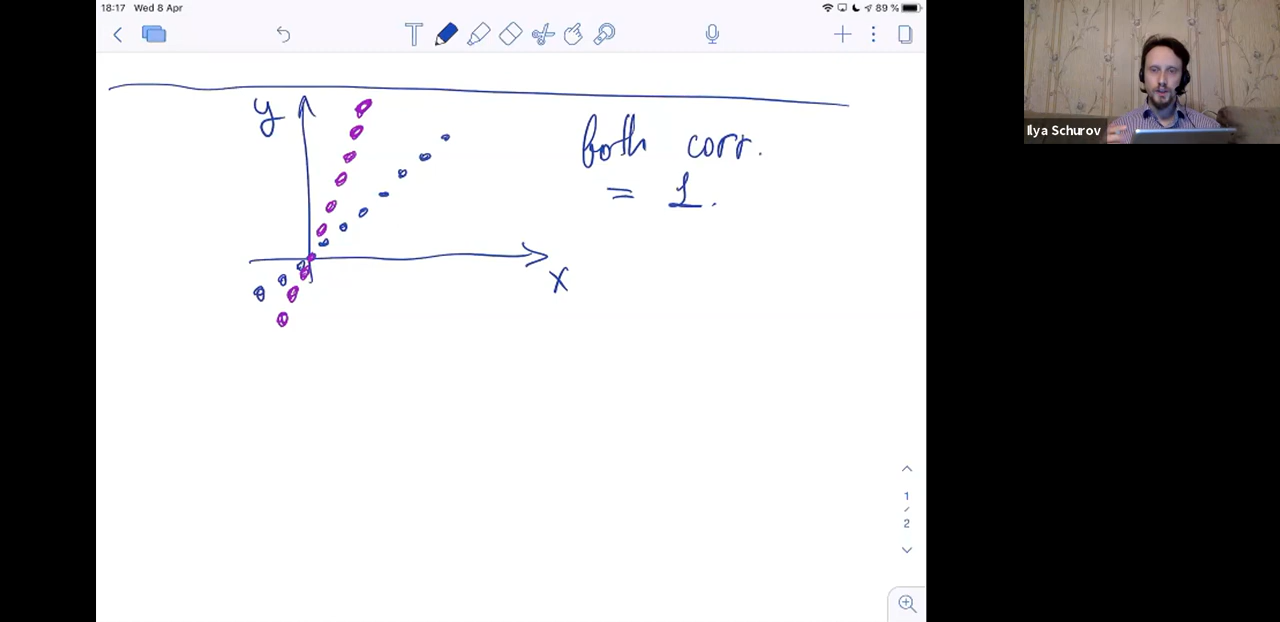 18:17 Wed 8 Apr
89 %
T
y
both corr.
= 1.
x
Ilya Schurov
1
/
2